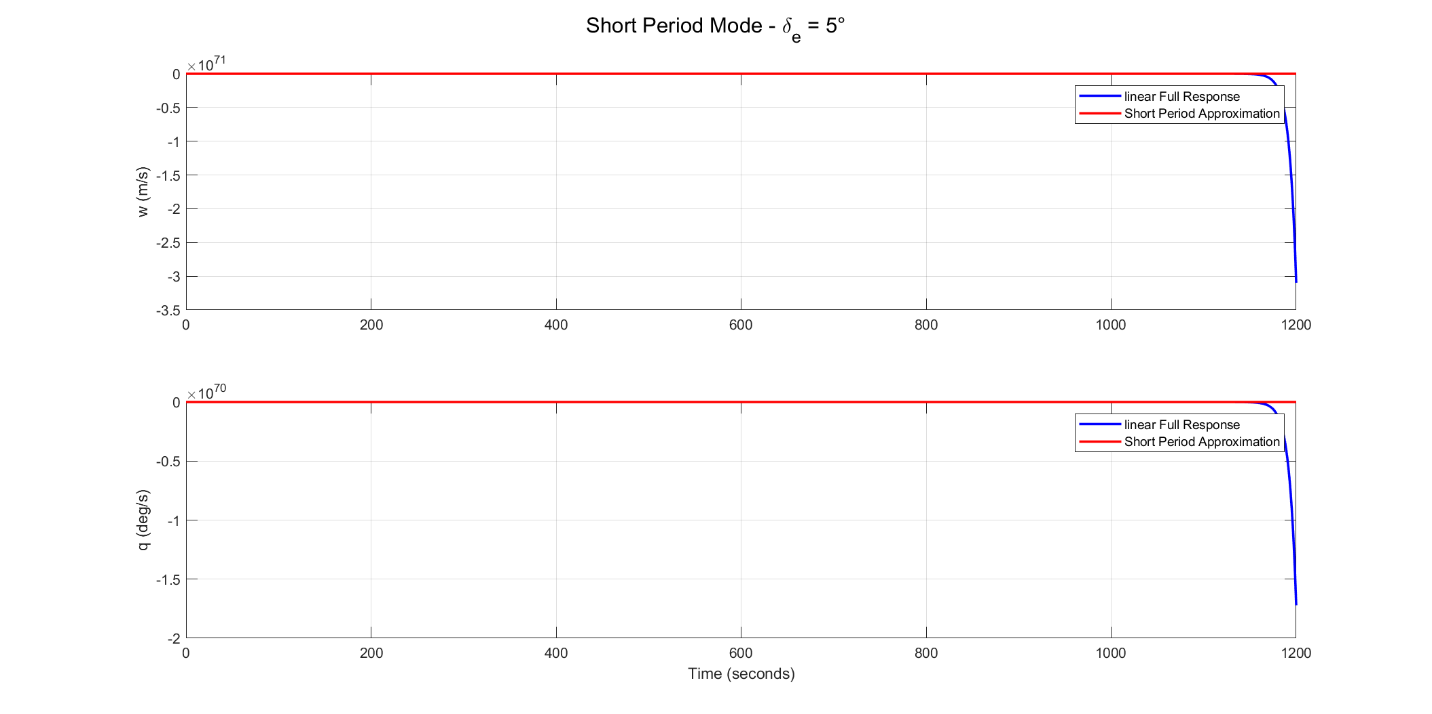 Short Period Mode - δe = 5°
×10^71
0
-0.5
-1
-1.5
-2
-2.5
-3
-3.5
w (m/s)
linear Full Response
Short Period Approximation
0 200 400 600 800 1000 1200
×10^70
0
-0.5
-1
-1.5
-2
q (deg/s)
linear Full Response
Short Period Approximation
0 200 400 600 800 1000 1200
Time (seconds)